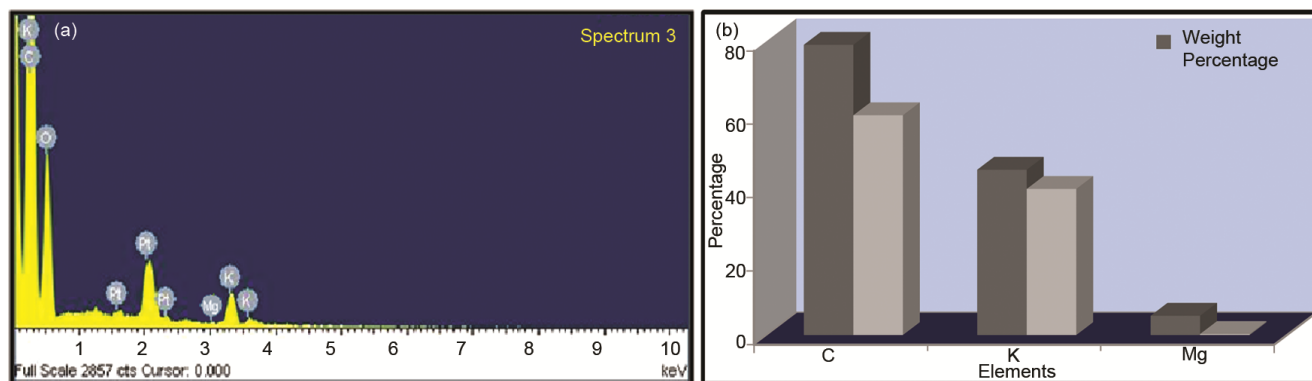 (a)
Spectrum 3
K
C
O
Pt
Pt
Pt
Mg
K
K
1 2 3 4 5 6 7 8 9 10
Full Scale 2857 cts Cursor: 0.000 keV
(b)
Weight
Percentage
80
60
40
20
0
Percentage
C K Mg
Elements